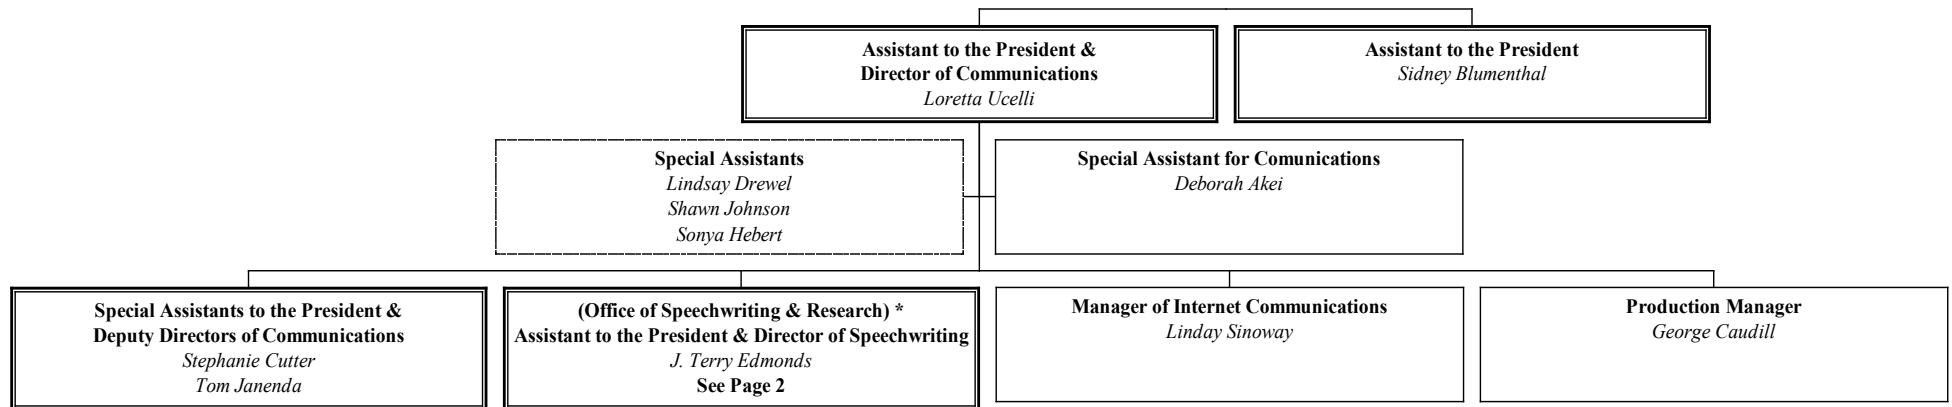 Assistant to the President &
Director of Communications
Loretta Ucelli
Assistant to the President
Sidney Blumenthal
Special Assistants
Lindsay Drewel
Shawn Johnson
Sonya Hebert
Special Assistant for Comunications
Deborah Akei
Special Assistants to the President &
Deputy Directors of Communications
Stephanie Cutter
Tom Janenda
(Office of Speechwriting & Research) *
Assistant to the President & Director of Speechwriting
J. Terry Edmonds
See Page 2
Manager of Internet Communications
Linday Sinoway
Production Manager
George Caudill